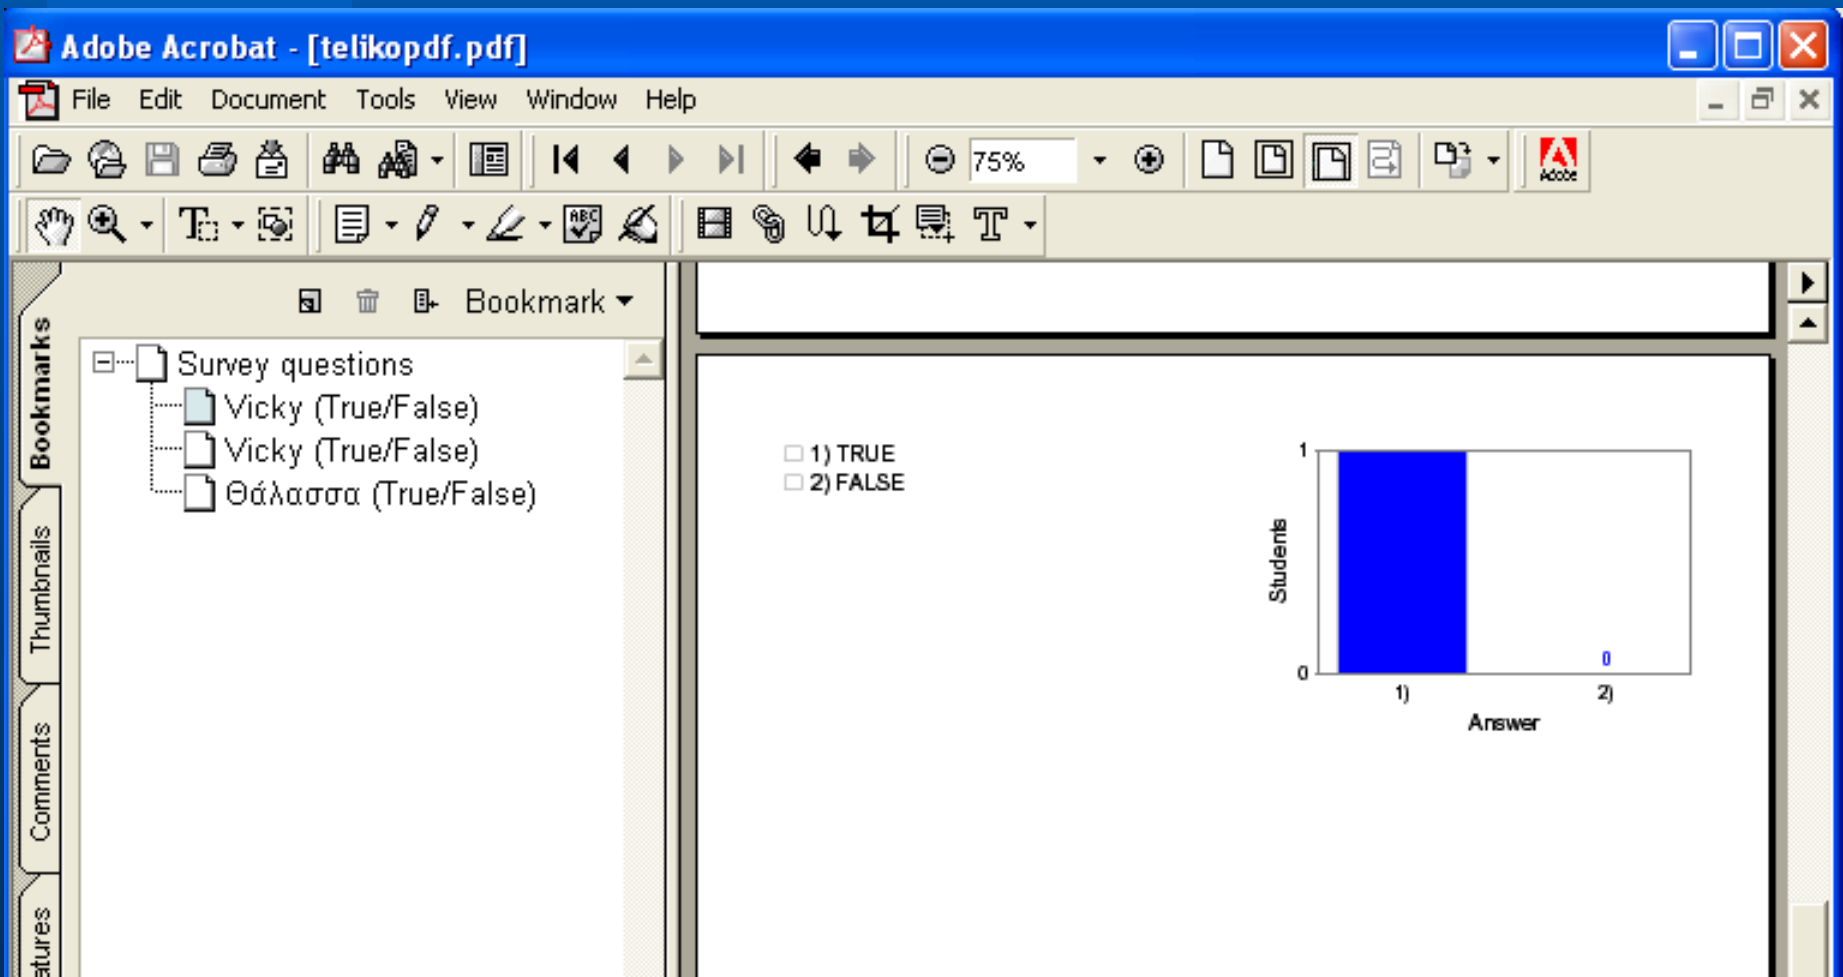 Adobe Acrobat - [telikopdf.pdf]
File Edit Document Tools View Window Help
75%
Adobe
ABC
Bookmark
Bookmarks
Thumbnails
Comments
Survey questions
Vicky (True/False)
Vicky (True/False)
Θάλασσα (True/False)
1) TRUE
2) FALSE
1
Students
0
0
1) 2)
Answer